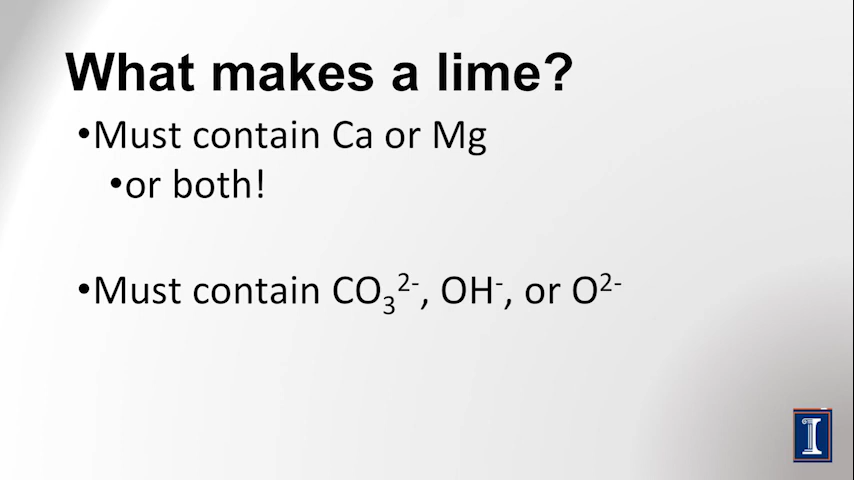 What makes a lime?
•Must contain Ca or Mg
•or both!
•Must contain CO₃²⁻, OH⁻, or O²⁻
I